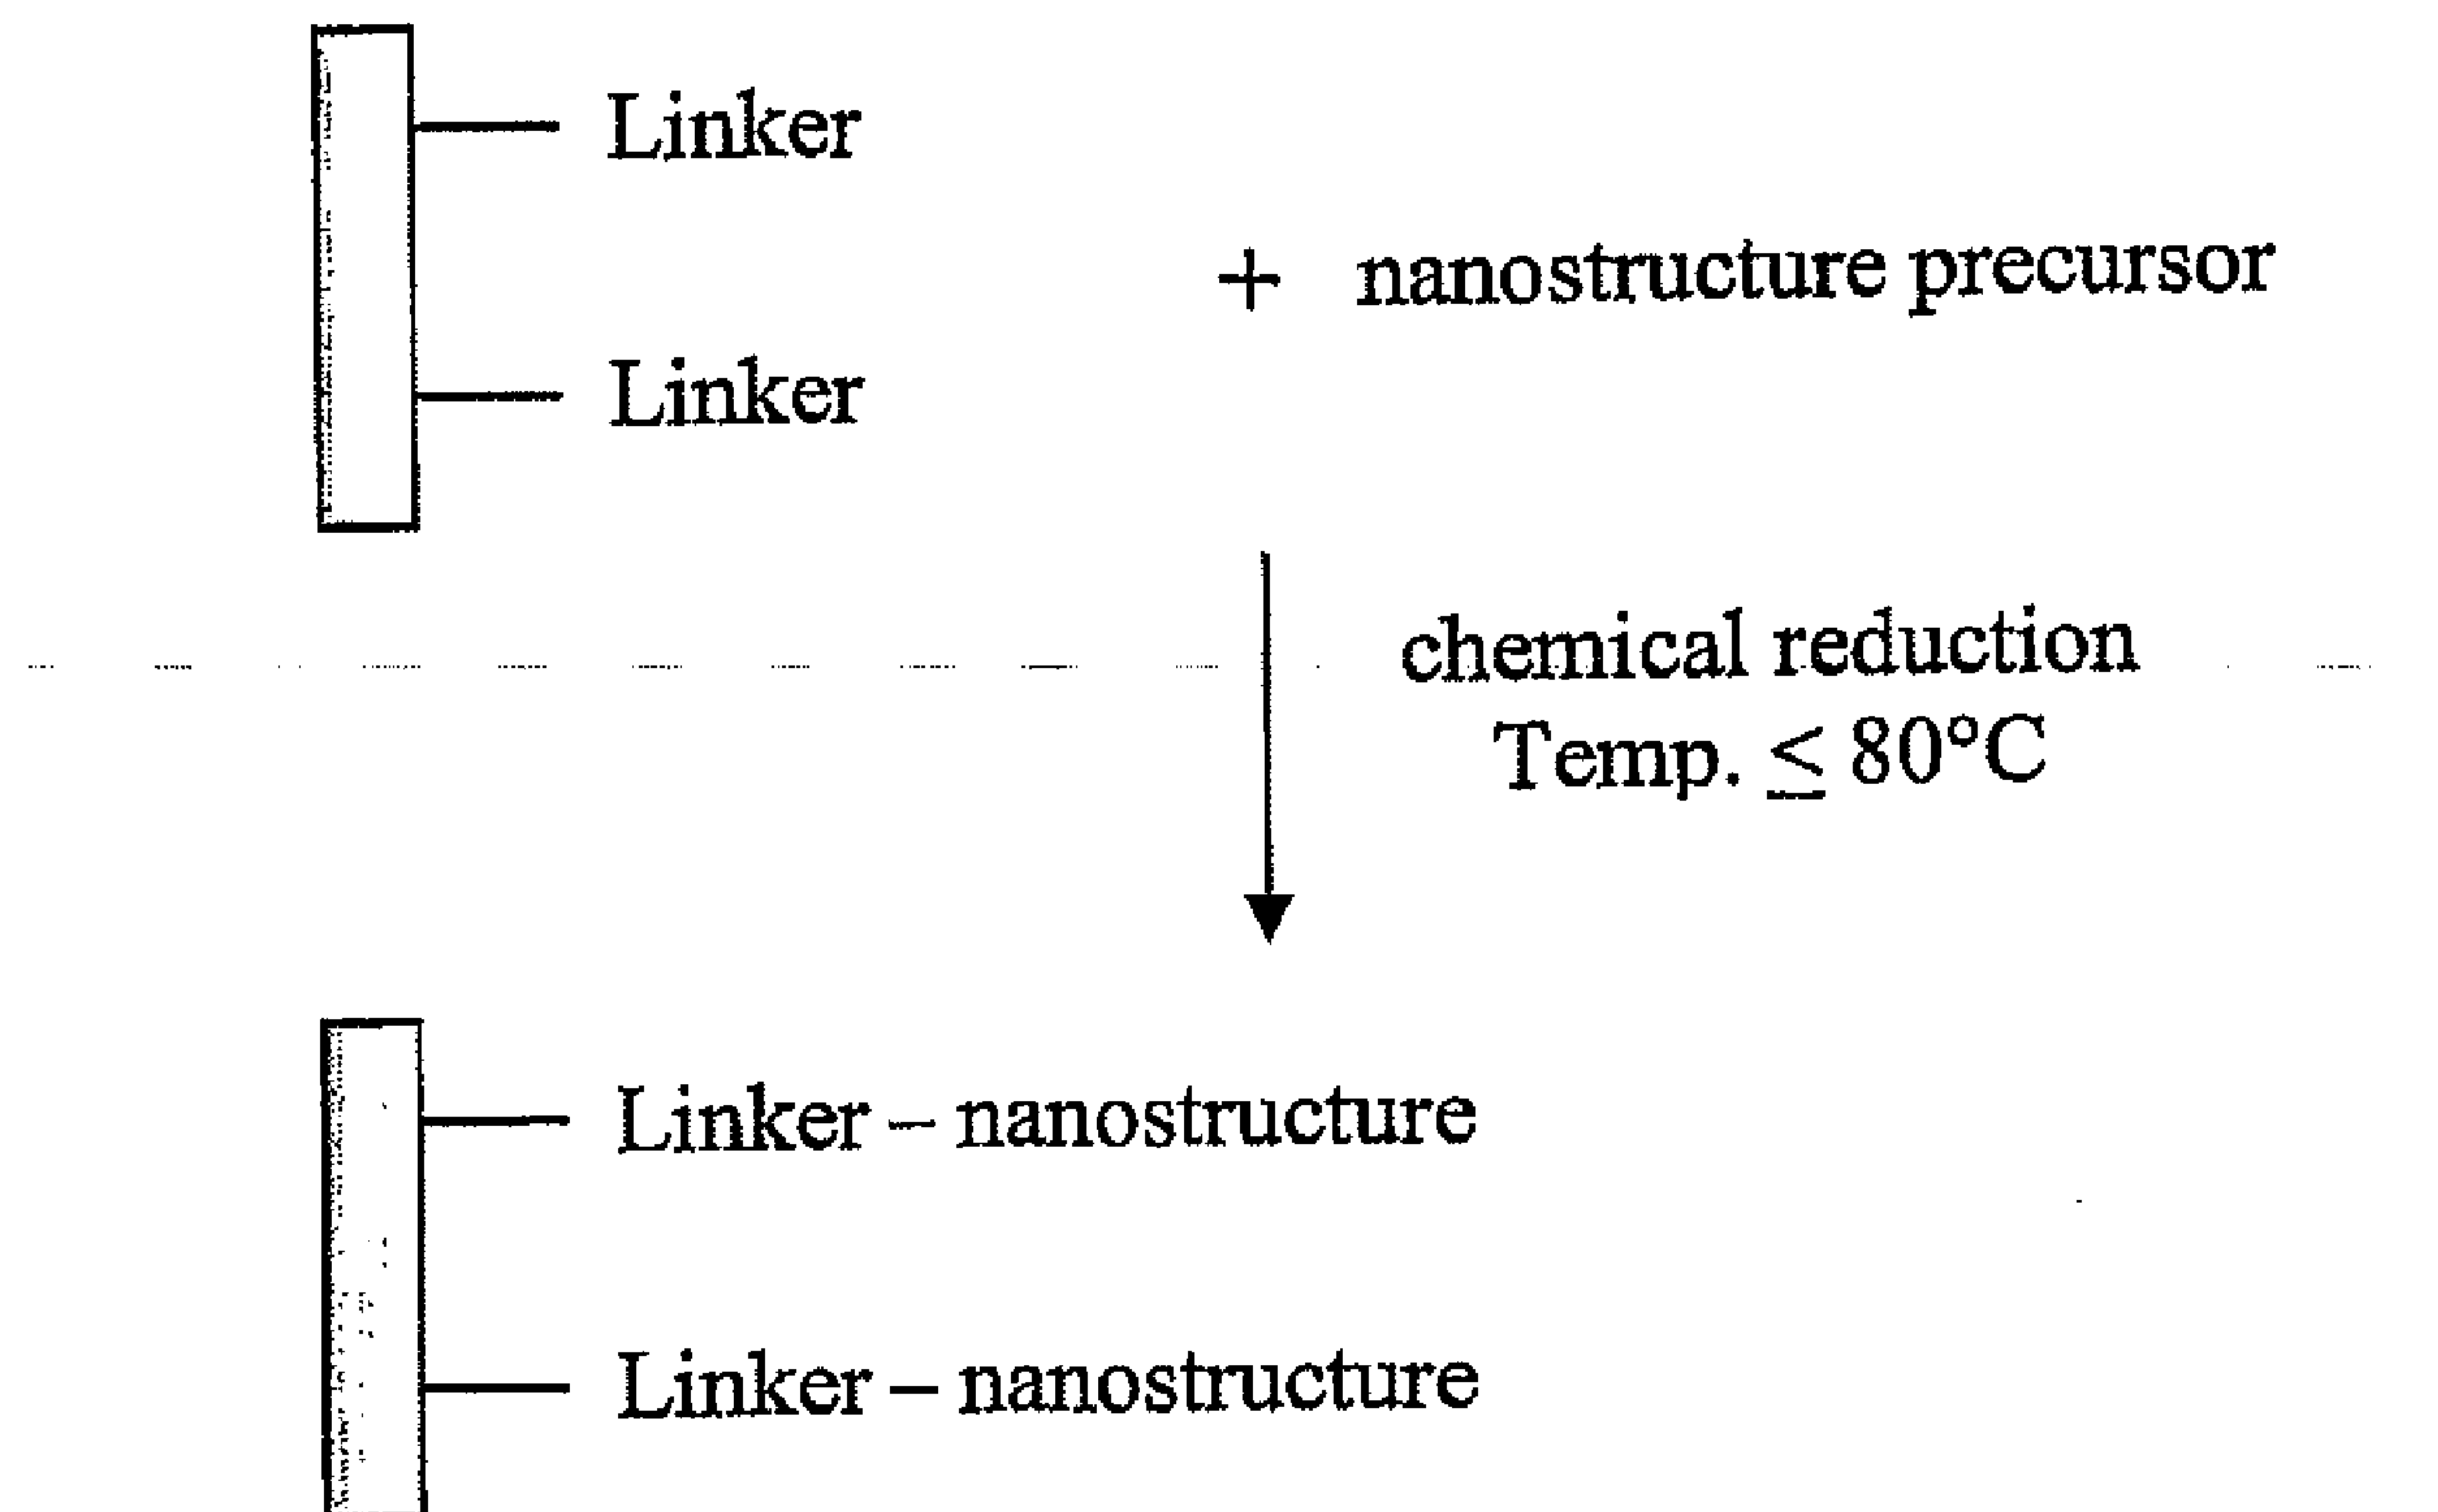 Linker
+ nanostructure precursor
Linker
chemical reduction
Temp. ≤ 80°C
Linker – nanostructure
Linker – nanostructure